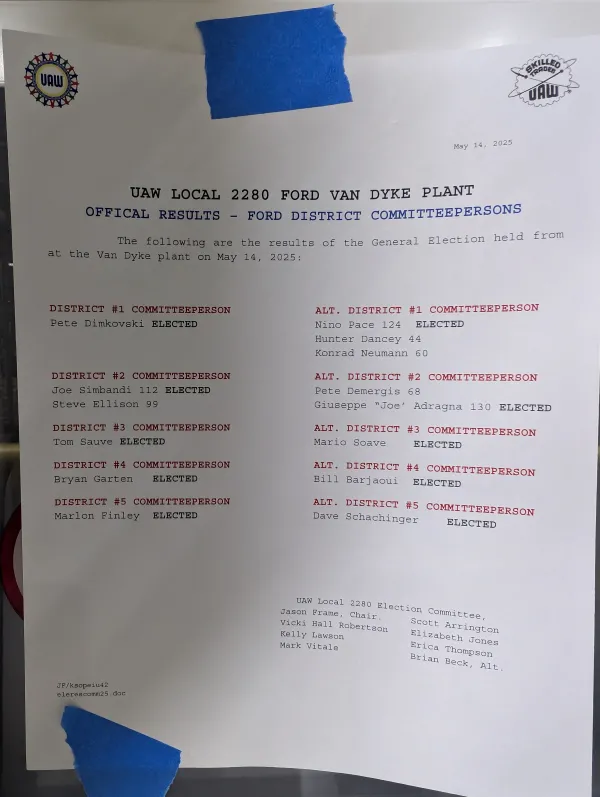 UAW
SKILLED TRADES
UAW
May 14, 2025
UAW LOCAL 2280 FORD VAN DYKE PLANT
OFFICAL RESULTS - FORD DISTRICT COMMITTEEPERSONS
The following are the results of the General Election held from
at the Van Dyke plant on May 14, 2025:
DISTRICT #1 COMMITTEEPERSON
Pete Dimkovski ELECTED
ALT. DISTRICT #1 COMMITTEEPERSON
Nino Pace 124 ELECTED
Hunter Dancey 44
Konrad Neumann 60
DISTRICT #2 COMMITTEEPERSON
Joe Simbandi 112 ELECTED
Steve Ellison 99
ALT. DISTRICT #2 COMMITTEEPERSON
Pete Demergis 68
Giuseppe "Joe' Adragna 130 ELECTED
DISTRICT #3 COMMITTEEPERSON
Tom Sauve ELECTED
ALT. DISTRICT #3 COMMITTEEPERSON
Mario Soave ELECTED
DISTRICT #4 COMMITTEEPERSON
Bryan Garten ELECTED
ALT. DISTRICT #4 COMMITTEEPERSON
Bill Barjaoui ELECTED
DISTRICT #5 COMMITTEEPERSON
Marlon Finley ELECTED
ALT. DISTRICT #5 COMMITTEEPERSON
Dave Schachinger ELECTED
UAW Local 2280 Election Committee,
Jason Frame, Chair.
Vicki Hall Robertson
Kelly Lawson
Mark Vitale
Scott Arrington
Elizabeth Jones
Erica Thompson
Brian Beck, Alt.
JF/ksopeiu42
elerescomm25.doc